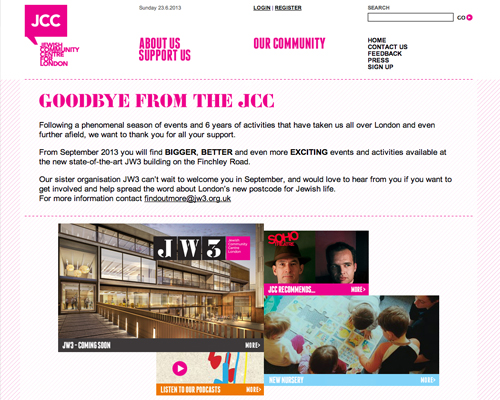 JCC
JEWISH
COMMUNITY
CENTRE
FOR
LONDON
Sunday 23.6.2013
LOGIN | REGISTER
SEARCH
GO
ABOUT US
SUPPORT US
OUR COMMUNITY
HOME
CONTACT US
FEEDBACK
PRESS
SIGN UP
GOODBYE FROM THE JCC
Following a phenomenal season of events and 6 years of activities that have taken us all over London and even
further afield, we want to thank you for all your support.
From September 2013 you will find BIGGER, BETTER and even more EXCITING events and activities available at
the new state-of-the-art JW3 building on the Finchley Road.
Our sister organisation JW3 can't wait to welcome you in September, and would love to hear from you if you want to
get involved and help spread the word about London's new postcode for Jewish life.
For more information contact findoutmore@jw3.org.uk
JW3
Jewish
Community
Centre
London
JW3 - COMING SOON
MORE>
SOHO
THEATRE
JCC RECOMMENDS...
MORE>
LISTEN TO OUR PODCASTS
MORE>
NEW NURSERY
MORE>